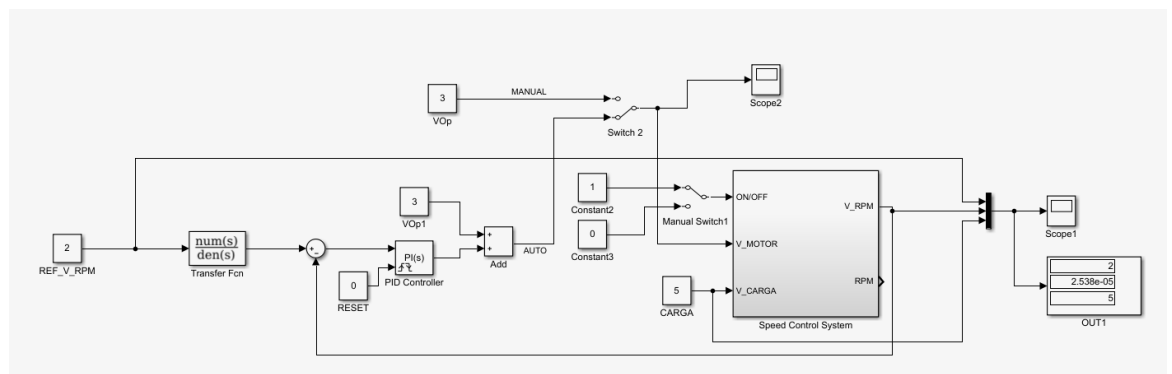 3
VOp
MANUAL
Switch 2
Scope2
3
VOp1
1
Constant2
0
Constant3
Manual Switch1
ON/OFF
V_RPM
V_MOTOR
V_CARGA
RPM
Speed Control System
Scope1
2
REF_V_RPM
num(s)
den(s)
Transfer Fcn
+
−
PI(s)
PID Controller
0
RESET
+
+
Add
AUTO
5
CARGA
2
2.538e-05
5
OUT1